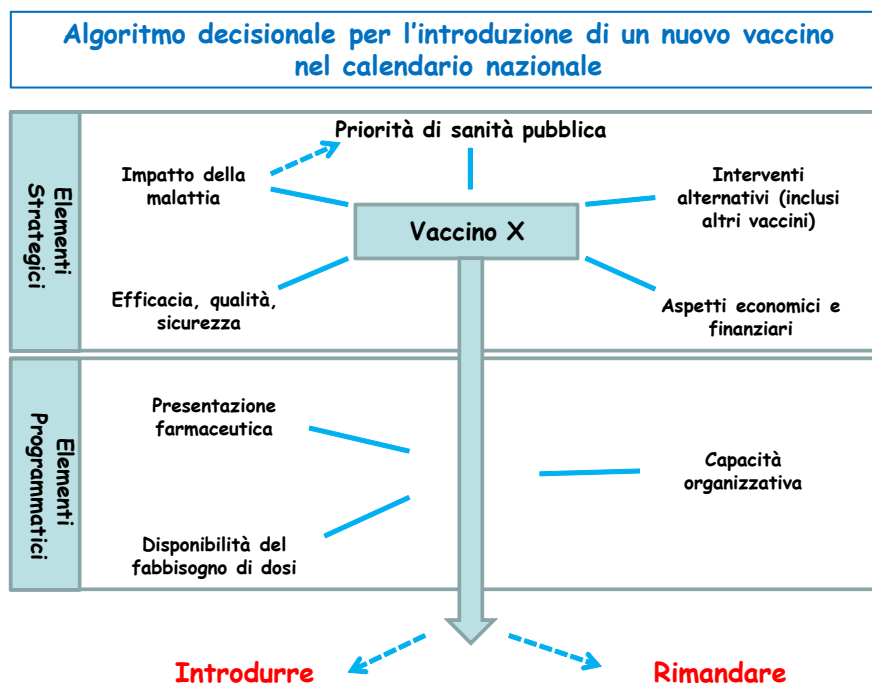 Algoritmo decisionale per l'introduzione di un nuovo vaccino
nel calendario nazionale
Elementi
Strategici
Priorità di sanità pubblica
Impatto della
malattia
Interventi
alternativi (inclusi
altri vaccini)
Vaccino X
Efficacia, qualità,
sicurezza
Aspetti economici e
finanziari
Elementi
Programmatici
Presentazione
farmaceutica
Capacità
organizzativa
Disponibilità del
fabbisogno di dosi
Introdurre
Rimandare